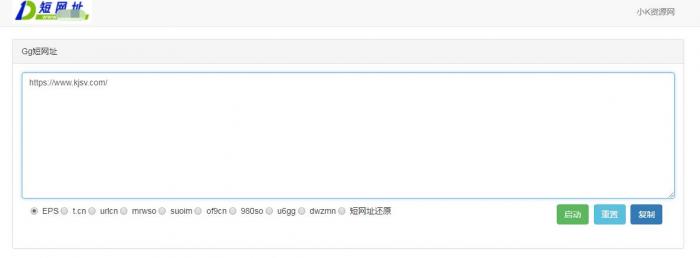 短网址
www.
小K资源网
Gg短网址
https://www.kjsv.com/
EPS t.cn urlcn mrwso suoim of9cn 980so u6gg dwzmn 短网址还原
启动 重置 复制